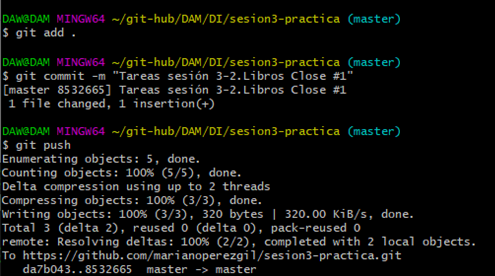 DAW@DAM MINGW64 ~/git-hub/DAM/DI/sesion3-practica (master)
$ git add .
DAW@DAM MINGW64 ~/git-hub/DAM/DI/sesion3-practica (master)
$ git commit -m "Tareas sesión 3-2.Libros Close #1"
[master 8532665] Tareas sesión 3-2.Libros Close #1
 1 file changed, 1 insertion(+)
DAW@DAM MINGW64 ~/git-hub/DAM/DI/sesion3-practica (master)
$ git push
Enumerating objects: 5, done.
Counting objects: 100% (5/5), done.
Delta compression using up to 2 threads
Compressing objects: 100% (3/3), done.
Writing objects: 100% (3/3), 320 bytes | 320.00 KiB/s, done.
Total 3 (delta 2), reused 0 (delta 0), pack-reused 0
remote: Resolving deltas: 100% (2/2), completed with 2 local objects.
To https://github.com/marianoperezgil/sesion3-practica.git
   da7b043..8532665  master -> master